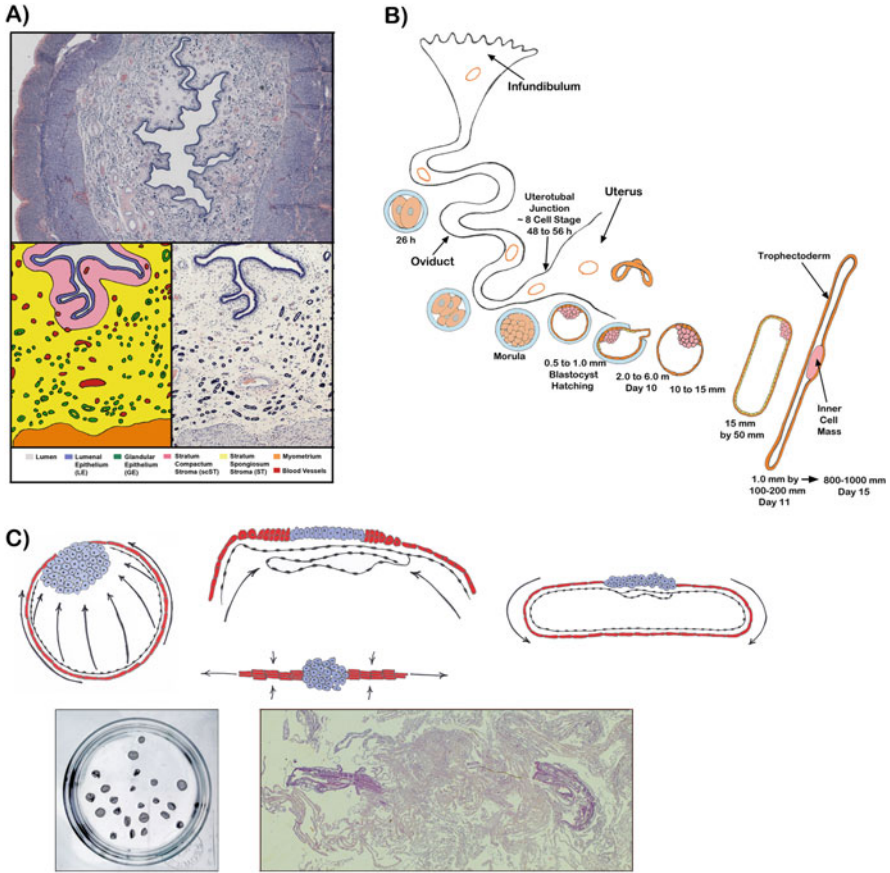 A)
Lumen
Lumenal
Epithelium
(LE)
Glandular
Epithelium
(GE)
Stratum
Compactum
Stroma (scST)
Stratum
Spongiosum
Stroma (ST)
Myometrium
Blood Vessels
B)
Infundibulum
26 h
Oviduct
Uterotubal
Junction
~ 8 Cell Stage
48 to 56 h
Uterus
Morula
0.5 to 1.0 mm
Blastocyst
Hatching
2.0 to 6.0 m
Day 10
10 to 15 mm
Trophectoderm
15 mm
by 50 mm
Inner
Cell
Mass
1.0 mm by
100-200 mm
Day 11
800-1000 mm
Day 15
C)